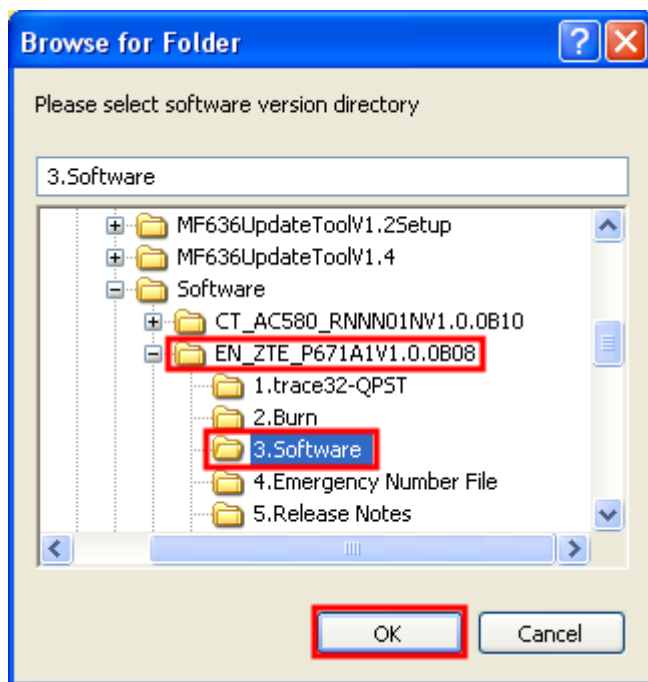 Browse for Folder
Please select software version directory
3.Software
MF636UpdateToolV1.2Setup
MF636UpdateToolV1.4
Software
CT_AC580_RNNN01NV1.0.0B10
EN_ZTE_P671A1V1.0.0B08
1.trace32-QPST
2.Burn
3.Software
4.Emergency Number File
5.Release Notes
OK Cancel